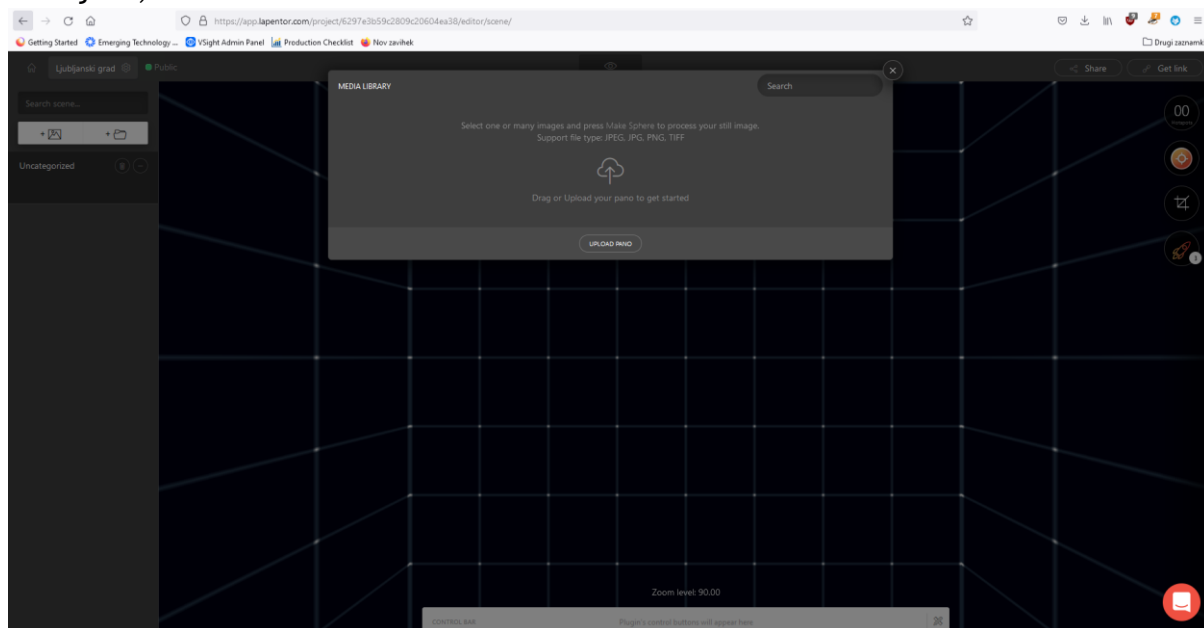 https://app.lapentor.com/project/6297e3b59c2809c20604ea38/editor/scene/
Getting Started Emerging Technology ... VSight Admin Panel Production Checklist Nov zavihek Drugi zaznamk
Ljubljanski grad Public Share Get link
MEDIA LIBRARY Search
Search scene...
Select one or many images and press Make Sphere to process your still image.
Support file type: JPEG, JPG, PNG, TIFF
+ +
00
Uncategorized
Drag or Upload your pano to get started
UPLOAD PANO
Zoom level: 90.00
CONTROL BAR Plugin's control buttons will appear here